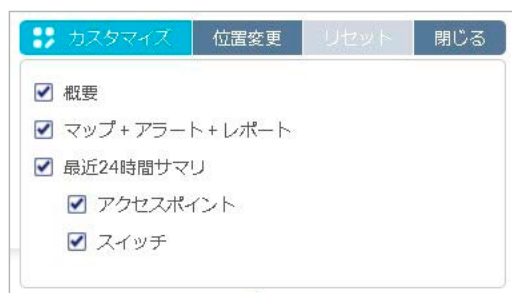 カスタマイズ 位置変更 リセット 閉じる
概要
マップ + アラート + レポート
最近24時間サマリ
アクセスポイント
スイッチ